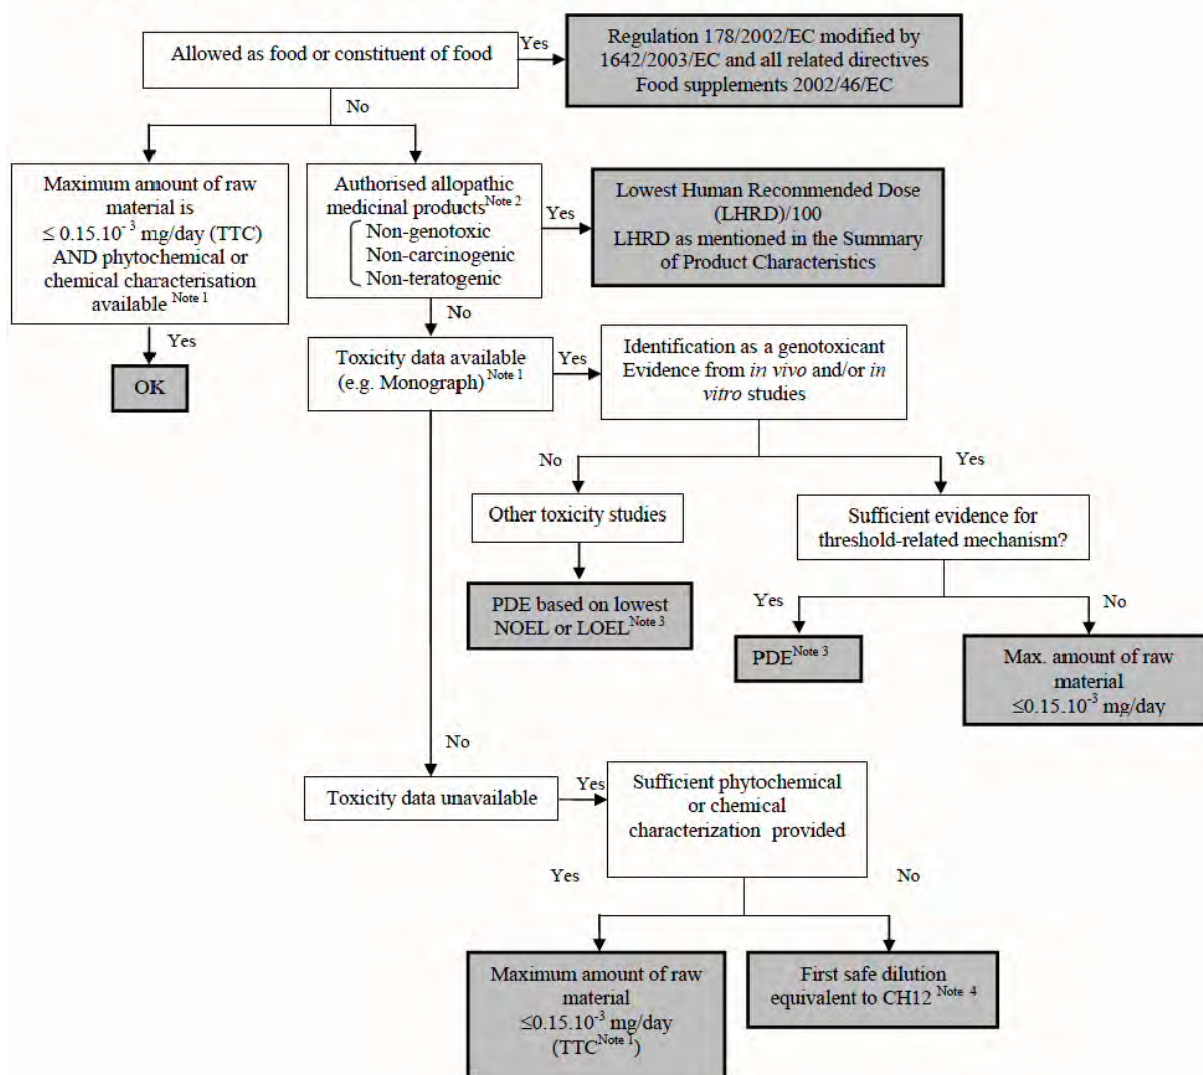 Allowed as food or constituent of food
Yes
Regulation 178/2002/EC modified by
1642/2003/EC and all related directives
Food supplements 2002/46/EC
No
Maximum amount of raw
material is
≤ 0.15.10⁻³ mg/day (TTC)
AND phytochemical or
chemical characterisation
available Note 1
Yes
OK
Authorised allopathic
medicinal products Note 2
Non-genotoxic
Non-carcinogenic
Non-teratogenic
Yes
Lowest Human Recommended Dose
(LHRD)/100
LHRD as mentioned in the Summary
of Product Characteristics
No
Toxicity data available
(e.g. Monograph) Note 1
Yes
Identification as a genotoxicant
Evidence from in vivo and/or in
vitro studies
No
Yes
Other toxicity studies
Sufficient evidence for
threshold-related mechanism?
PDE based on lowest
NOEL or LOEL Note 3
Yes
No
PDE Note 3
Max. amount of raw
material
≤0.15.10⁻³ mg/day
No
Toxicity data unavailable
Yes
Sufficient phytochemical
or chemical
characterization provided
Yes
No
Maximum amount of raw
material
≤0.15.10⁻³ mg/day
(TTC Note 1)
First safe dilution
equivalent to CH12 Note 4